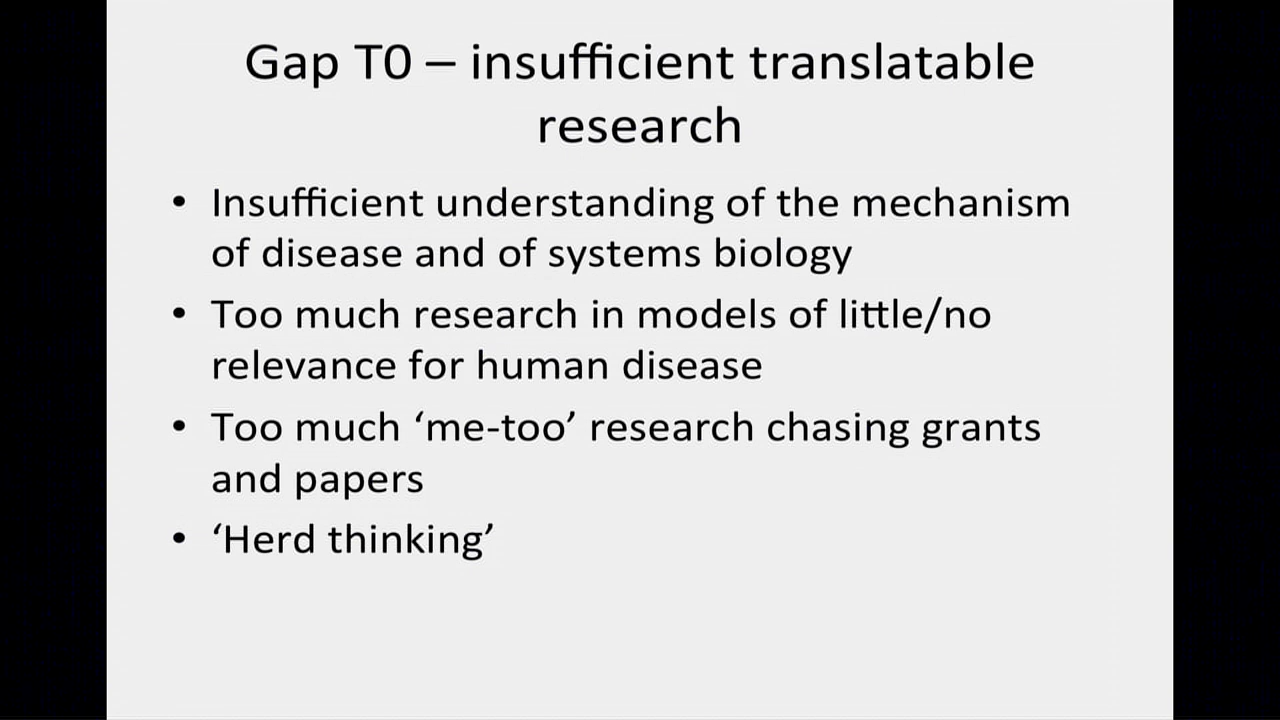 Gap T0 – insufficient translatable
research
• Insufficient understanding of the mechanism
of disease and of systems biology
• Too much research in models of little/no
relevance for human disease
• Too much ‘me-too’ research chasing grants
and papers
• ‘Herd thinking’